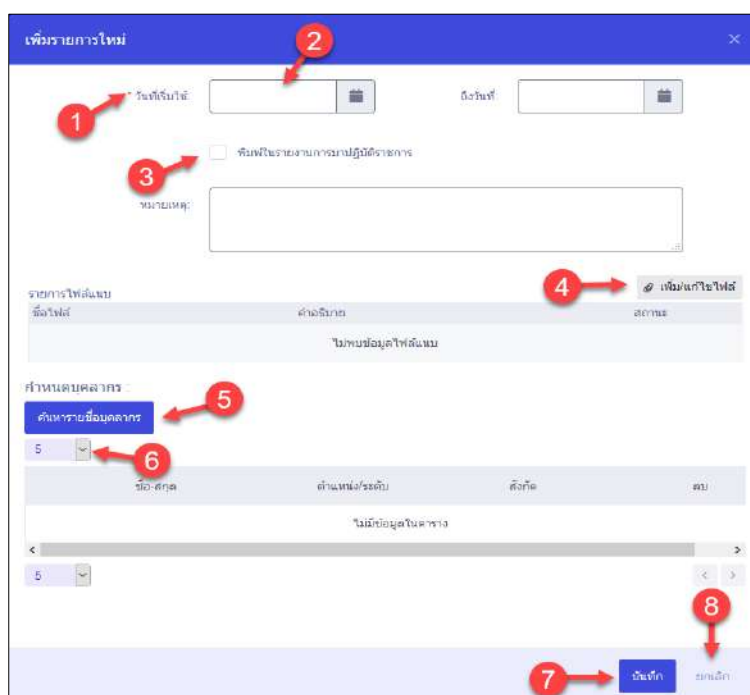 เพิ่มรายการใหม่ ×
2
* วันที่เริ่มใช้: ถึงวันที่
1
พิมพ์ในรายงานการมาปฏิบัติราชการ
3
หมายเหตุ:
4 เพิ่ม/แก้ไขไฟล์
รายการไฟล์แนบ
ชื่อไฟล์ คำอธิบาย สถานะ
ไม่พบข้อมูลไฟล์แนบ
กำหนดบุคลากร :
5
ค้นหารายชื่อบุคลากร
5
6
ชื่อ-สกุล ตำแหน่ง/ระดับ สังกัด ลบ
ไม่มีข้อมูลในตาราง
5
8
7 บันทึก ยกเลิก